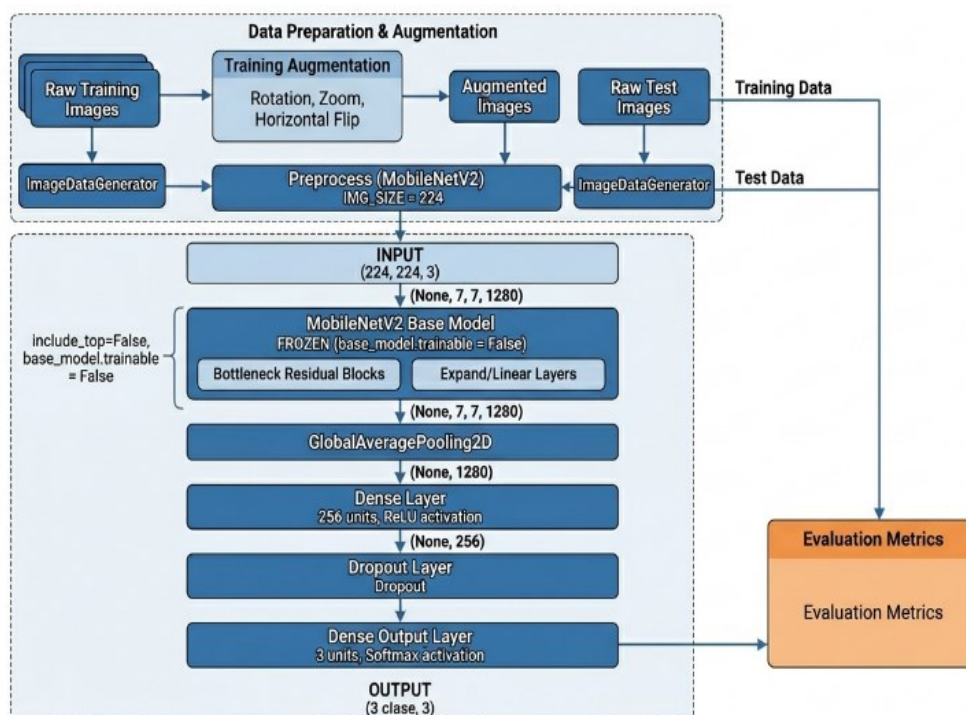 Data Preparation & Augmentation
Raw Training
Images
Training Augmentation
Rotation, Zoom,
Horizontal Flip
Augmented
Images
Raw Test
Images
Training Data
ImageDataGenerator
Preprocess (MobileNetV2)
IMG_SIZE = 224
ImageDataGenerator
Test Data
INPUT
(224, 224, 3)
(None, 7, 7, 1280)
include_top=False,
base_model.trainable
= False
MobileNetV2 Base Model
FROZEN (base_model.trainable = False)
Bottleneck Residual Blocks
Expand/Linear Layers
(None, 7, 7, 1280)
GlobalAveragePooling2D
(None, 1280)
Dense Layer
256 units, ReLU activation
(None, 256)
Dropout Layer
Dropout
Dense Output Layer
3 units, Softmax activation
OUTPUT
(3 clase, 3)
Evaluation Metrics
Evaluation Metrics